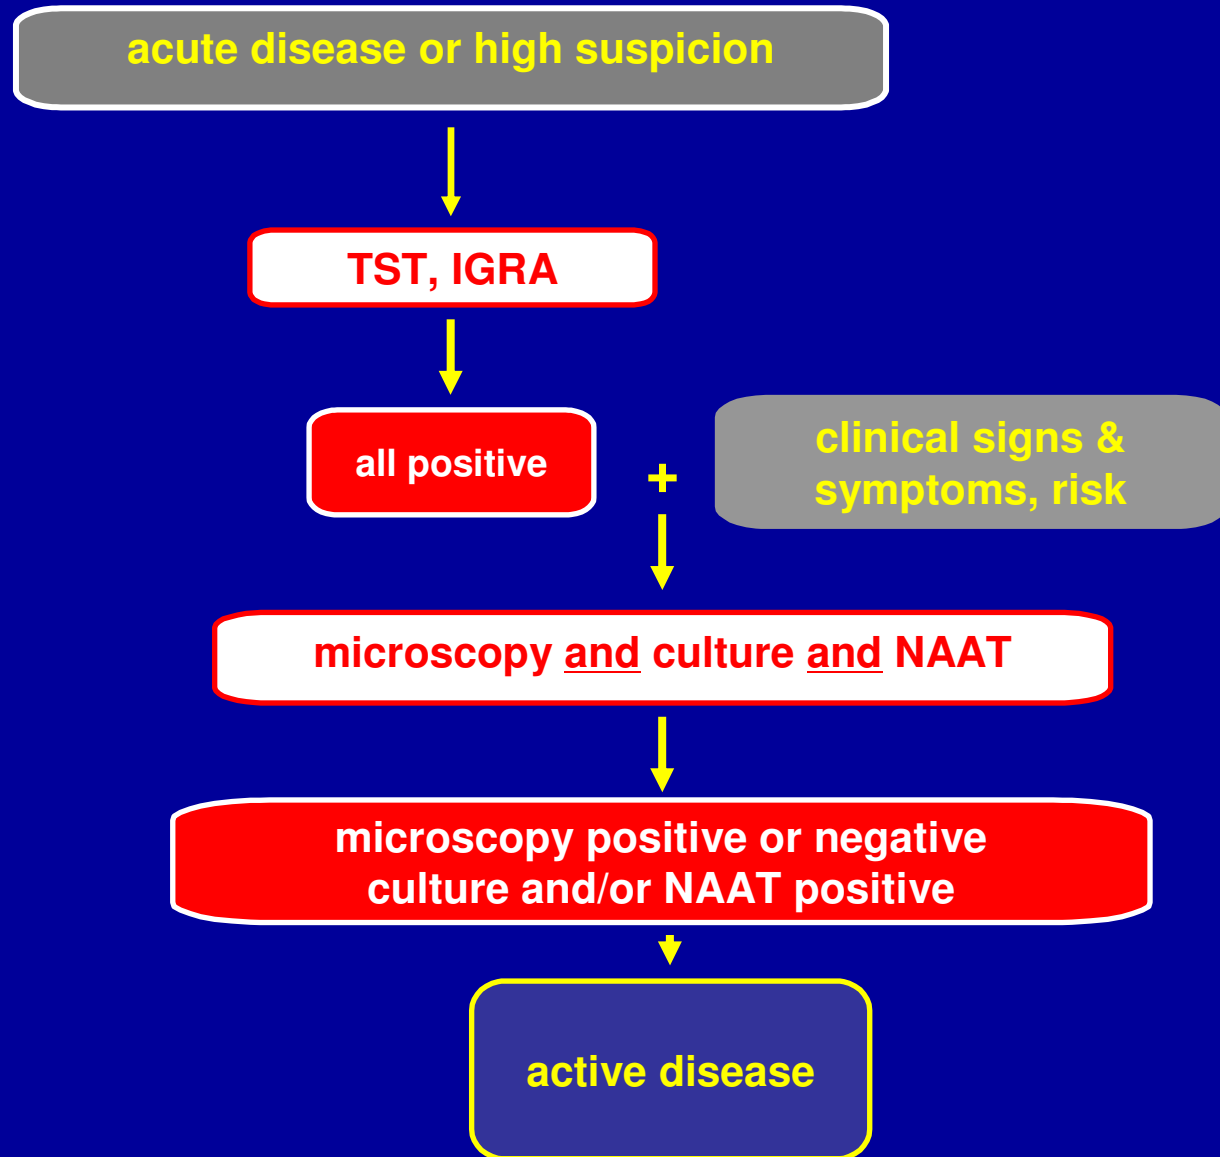 acute disease or high suspicion
TST, IGRA
all positive
+
clinical signs &
symptoms, risk
microscopy and culture and NAAT
microscopy positive or negative
culture and/or NAAT positive
active disease